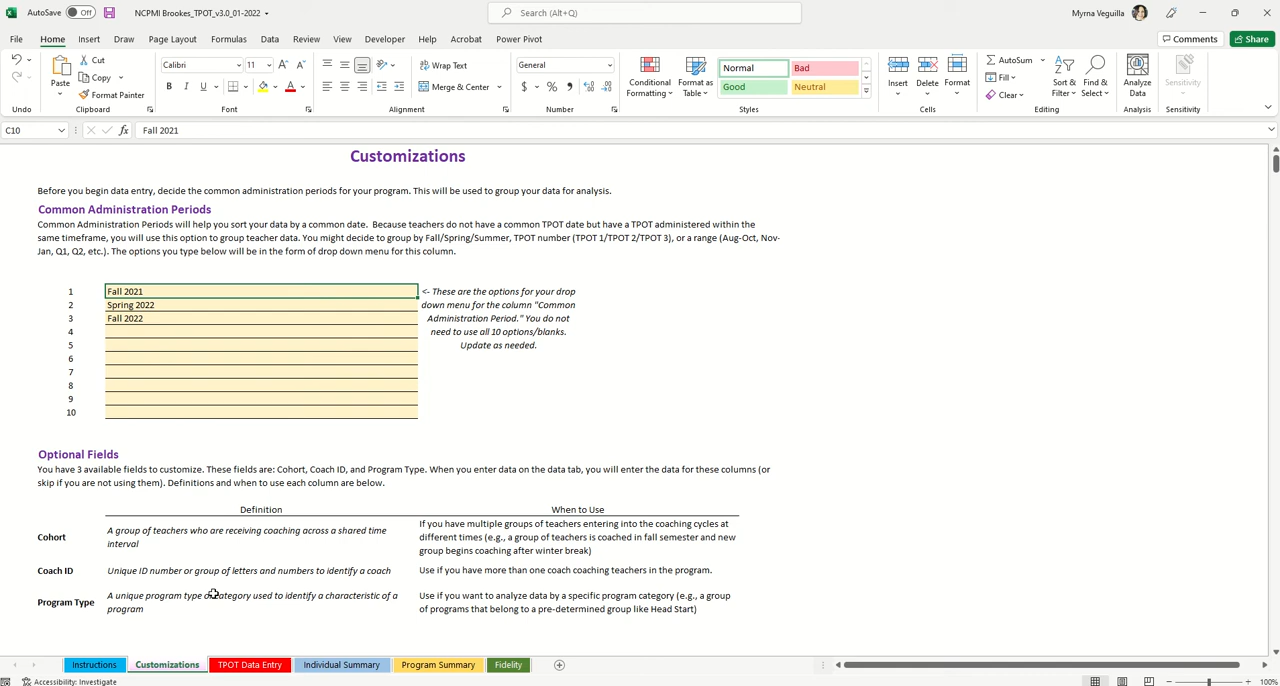 AutoSave Off NCPMI Brookes_TPOT_v3.0_01-2022 Search (Alt+Q) Myrna Veguilla
File Home Insert Draw Page Layout Formulas Data Review View Developer Help Acrobat Power Pivot Comments Share
Calibri 11 Wrap Text General Normal Bad AutoSum
Cut
Copy
Format Painter
Paste
B I U Merge & Center $ % Conditional Formatting Format as Table Good Neutral Insert Delete Format Fill Clear Sort & Filter Find & Select Analyze Data Sensitivity
Undo Clipboard Font Alignment Number Styles Cells Editing Analysis Sensitivity
C10 fx Fall 2021
Customizations
Before you begin data entry, decide the common administration periods for your program. This will be used to group your data for analysis.
Common Administration Periods
Common Administration Periods will help you sort your data by a common date. Because teachers do not have a common TPOT date but have a TPOT administered within the
same timeframe, you will use this option to group teacher data. You might decide to group by Fall/Spring/Summer, TPOT number (TPOT 1/TPOT 2/TPOT 3), or a range (Aug-Oct, Nov-
Jan, Q1, Q2, etc.). The options you type below will be in the form of drop down menu for this column.
1 Fall 2021 <- These are the options for your drop
2 Spring 2022 down menu for the column "Common
3 Fall 2022 Administration Period." You do not
4 need to use all 10 options/blanks.
5 Update as needed.
6
7
8
9
10
Optional Fields
You have 3 available fields to customize. These fields are: Cohort, Coach ID, and Program Type. When you enter data on the data tab, you will enter the data for these columns (or
skip if you are not using them). Definitions and when to use each column are below.
Definition When to Use
Cohort
A group of teachers who are receiving coaching across a shared time
interval
If you have multiple groups of teachers entering into the coaching cycles at
different times (e.g., a group of teachers is coached in fall semester and new
group begins coaching after winter break)
Coach ID Unique ID number or group of letters and numbers to identify a coach Use if you have more than one coach coaching teachers in the program.
Program Type
A unique program type or category used to identify a characteristic of a
program
Use if you want to analyze data by a specific program category (e.g., a group
of programs that belong to a pre-determined group like Head Start)
Instructions Customizations TPOT Data Entry Individual Summary Program Summary Fidelity
Accessibility: Investigate 100%